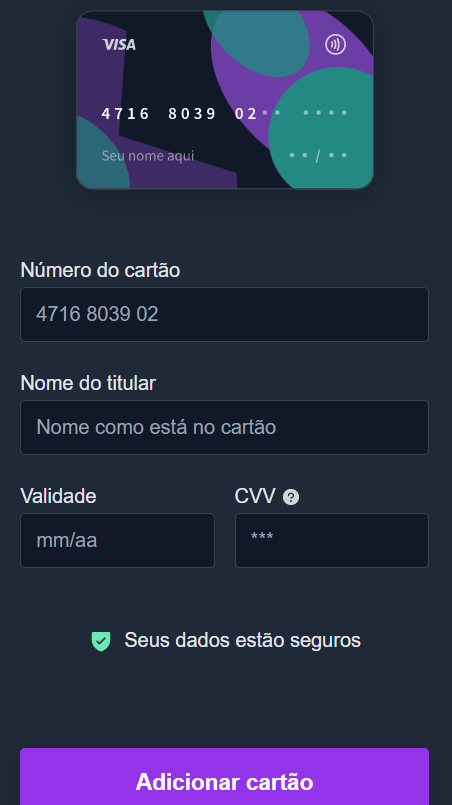 VISA
4716 8039 02•• ••••
Seu nome aqui ••/••
Número do cartão
4716 8039 02
Nome do titular
Nome como está no cartão
Validade CVV ?
mm/aa ***
Seus dados estão seguros
Adicionar cartão